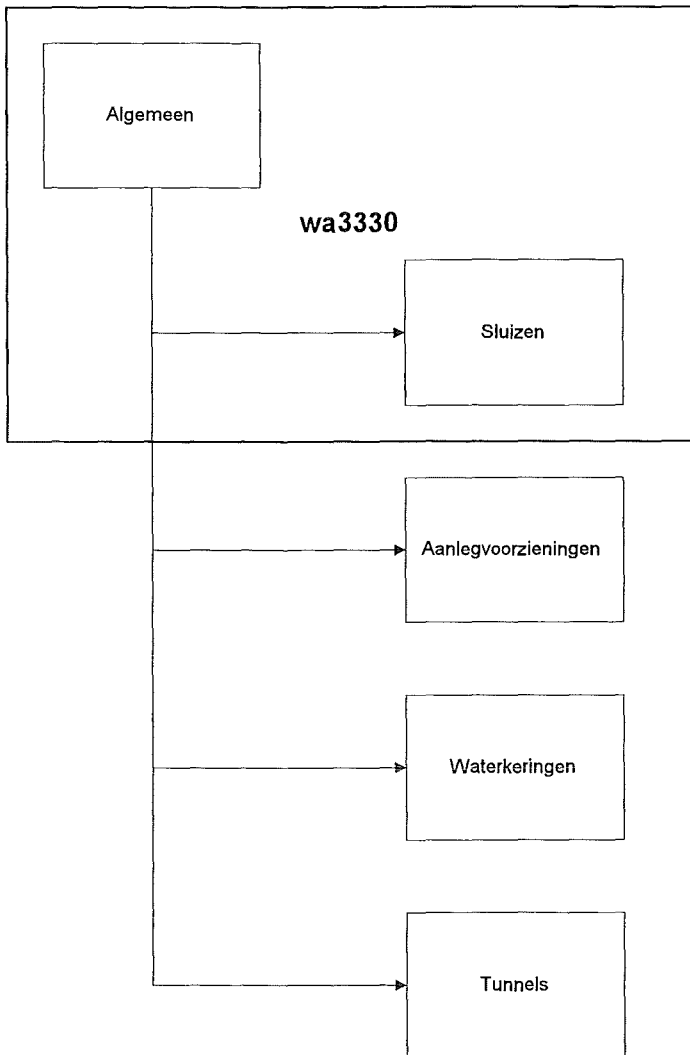 Algemeen
wa3330
Sluizen
Aanlegvoorzieningen
Waterkeringen
Tunnels